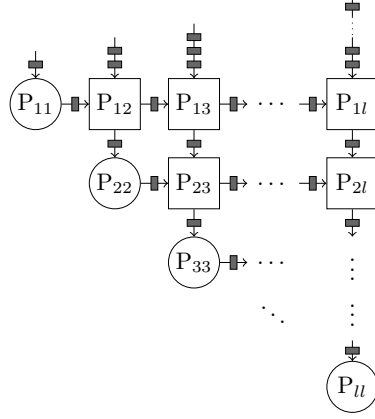 P₁₁ P₁₂ P₁₃ ⋯ P₁ₗ
P₂₂ P₂₃ ⋯ P₂ₗ
P₃₃ ⋯ ⋮
⋱ ⋮
Pₗₗ